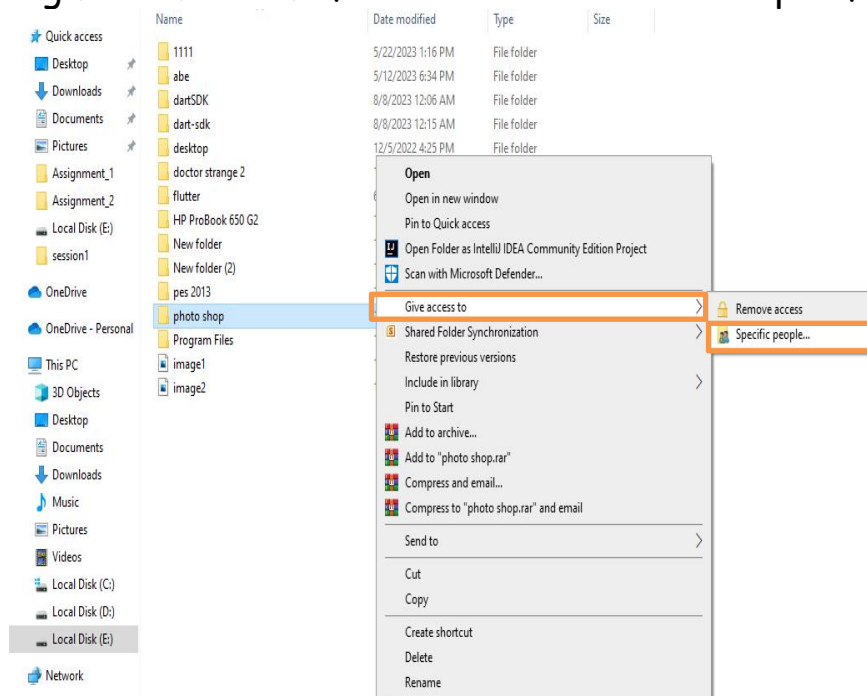 Name Date modified Type Size
Quick access
Desktop
Downloads
Documents
Pictures
Assignment_1
Assignment_2
Local Disk (E:)
session1
OneDrive
OneDrive - Personal
This PC
3D Objects
Desktop
Documents
Downloads
Music
Pictures
Videos
Local Disk (C:)
Local Disk (D:)
Local Disk (E:)
Network
1111 5/22/2023 1:16 PM File folder
abe 5/12/2023 6:34 PM File folder
dartSDK 8/8/2023 12:06 AM File folder
dart-sdk 8/8/2023 12:15 AM File folder
desktop 12/5/2022 4:25 PM File folder
doctor strange 2
flutter
HP ProBook 650 G2
New folder
New folder (2)
pes 2013
photo shop
Program Files
image1
image2
Open
Open in new window
Pin to Quick access
Open Folder as IntelliJ IDEA Community Edition Project
Scan with Microsoft Defender...
Give access to
Shared Folder Synchronization
Restore previous versions
Include in library
Pin to Start
Add to archive...
Add to "photo shop.rar"
Compress and email...
Compress to "photo shop.rar" and email
Send to
Cut
Copy
Create shortcut
Delete
Rename
Remove access
Specific people...